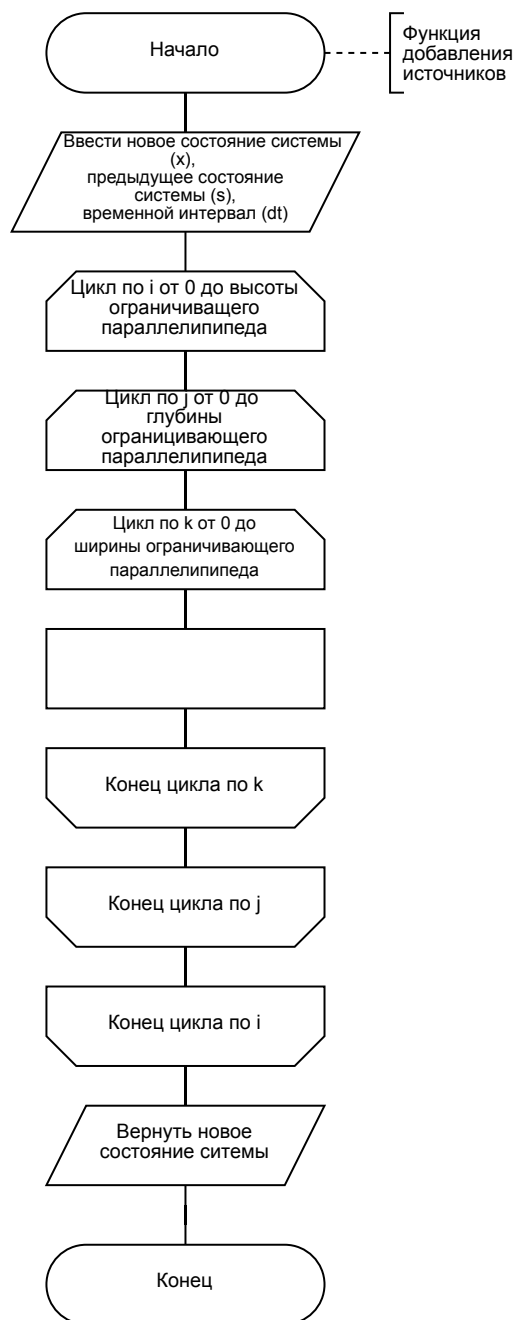 Начало
Функция
добавления
источников
Ввести новое состояние системы
(x),
предыдущее состояние
системы (s),
временной интервал (dt)
Цикл по i от 0 до высоты
ограничиващего
параллелипипеда
Цикл по j от 0 до
глубины
ограницивающего
параллелипипеда
Цикл по k от 0 до
ширины ограничивающего
параллелипипеда
Конец цикла по k
Конец цикла по j
Конец цикла по i
Вернуть новое
состояние ситемы
Конец